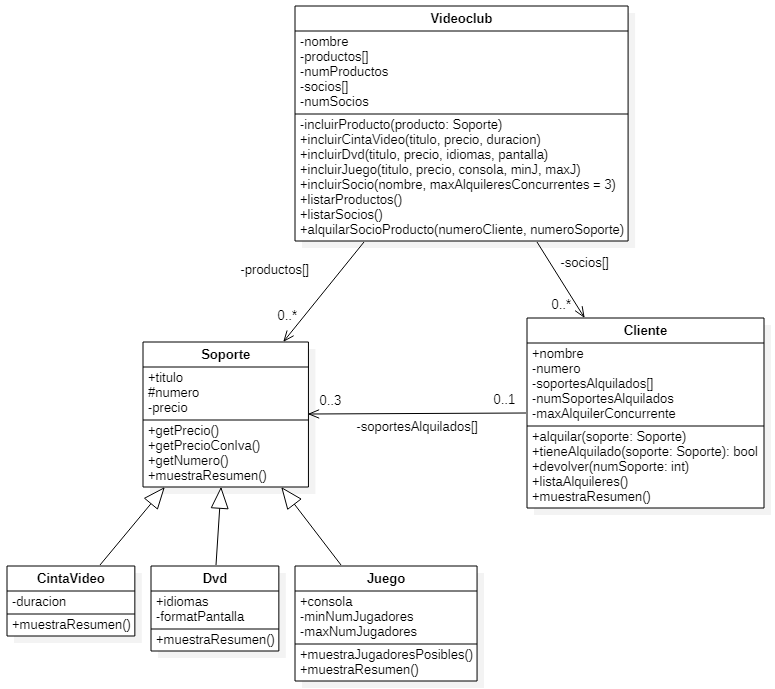 Videoclub
-nombre
-productos[]
-numProductos
-socios[]
-numSocios
-incluirProducto(producto: Soporte)
+incluirCintaVideo(titulo, precio, duracion)
+incluirDvd(titulo, precio, idiomas, pantalla)
+incluirJuego(titulo, precio, consola, minJ, maxJ)
+incluirSocio(nombre, maxAlquileresConcurrentes = 3)
+listarProductos()
+listarSocios()
+alquilarSocioProducto(numeroCliente, numeroSoporte)
-productos[]
0..*
-socios[]
0..*
Soporte
+titulo
#numero
-precio
+getPrecio()
+getPrecioConIva()
+getNumero()
+muestraResumen()
0..3
0..1
-soportesAlquilados[]
Cliente
+nombre
-numero
-soportesAlquilados[]
-numSoportesAlquilados
-maxAlquilerConcurrente
+alquilar(soporte: Soporte)
+tieneAlquilado(soporte: Soporte): bool
+devolver(numSoporte: int)
+listaAlquileres()
+muestraResumen()
CintaVideo
-duracion
+muestraResumen()
Dvd
+idiomas
-formatPantalla
+muestraResumen()
Juego
+consola
-minNumJugadores
-maxNumJugadores
+muestraJugadoresPosibles()
+muestraResumen()